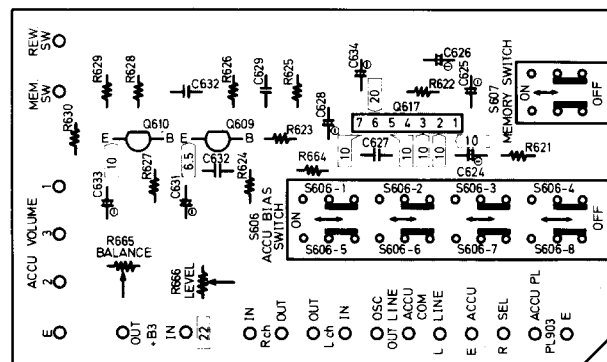 REW. SW
MEM. SW
R630
R629
R628
C632
R626
C629
R625
C634
C626
R622
C625
20
Q617
7 6 5 4 3 2 1
S607
MEMORY SWITCH
ON
OFF
E Q610 B
E Q609 B
R623
C628
10
R627
6.5
C632
R624
R664
10
C627
10
10
10
10
C624
R621
C633
C631
1
3
2
ACCU VOLUME
S606
ACCU BIAS
SWITCH
S606-1
S606-2
S606-3
S606-4
ON
OFF
S606-5
S606-6
S606-7
S606-8
R665
BALANCE
R666
LEVEL
E
OUT
+B3
IN
22
IN
R ch
OUT
OUT
L ch
IN
OSC
OUT
LINE
ACCU
COM
L
LINE
E
ACCU
R
SEL
ACCU PL
PL903
E